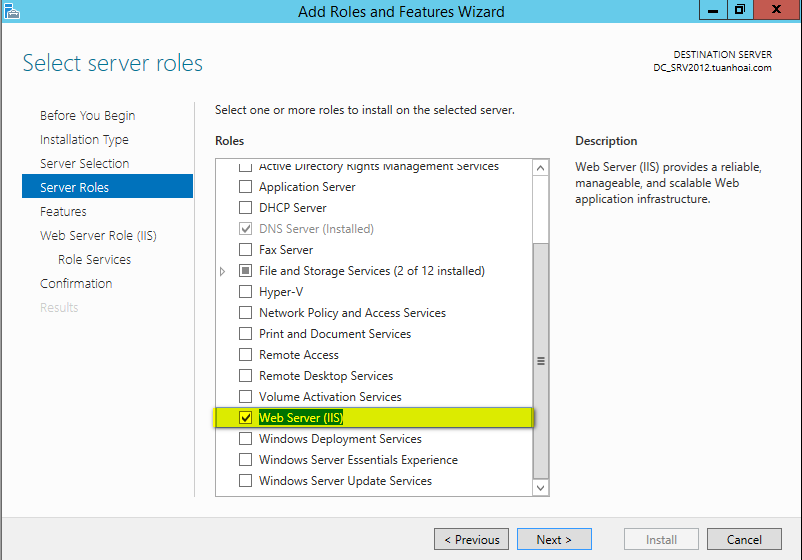 Add Roles and Features Wizard
Select server roles
DESTINATION SERVER
DC_SRV2012.tuanhoai.com
Before You Begin
Installation Type
Server Selection
Server Roles
Features
Web Server Role (IIS)
Role Services
Confirmation
Results
Select one or more roles to install on the selected server.
Roles
Active Directory Rights Management Services
Application Server
DHCP Server
DNS Server (Installed)
Fax Server
File and Storage Services (2 of 12 installed)
Hyper-V
Network Policy and Access Services
Print and Document Services
Remote Access
Remote Desktop Services
Volume Activation Services
Web Server (IIS)
Windows Deployment Services
Windows Server Essentials Experience
Windows Server Update Services
Description
Web Server (IIS) provides a reliable,
manageable, and scalable Web
application infrastructure.
< Previous
Next >
Install
Cancel